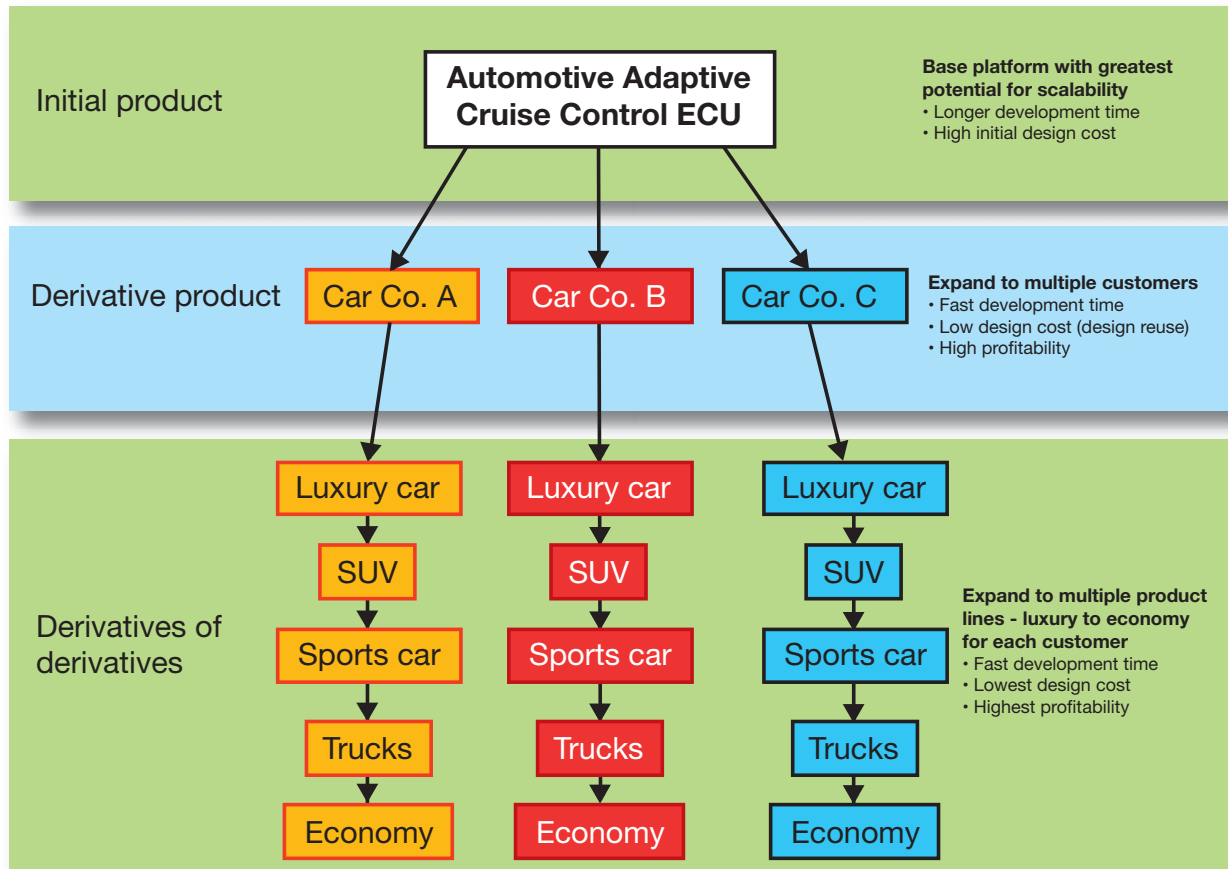 Initial product
Automotive Adaptive
Cruise Control ECU
Base platform with greatest
potential for scalability
• Longer development time
• High initial design cost
Derivative product
Car Co. A
Car Co. B
Car Co. C
Expand to multiple customers
• Fast development time
• Low design cost (design reuse)
• High profitability
Derivatives of
derivatives
Luxury car
SUV
Sports car
Trucks
Economy
Luxury car
SUV
Sports car
Trucks
Economy
Luxury car
SUV
Sports car
Trucks
Economy
Expand to multiple product
lines - luxury to economy
for each customer
• Fast development time
• Lowest design cost
• Highest profitability